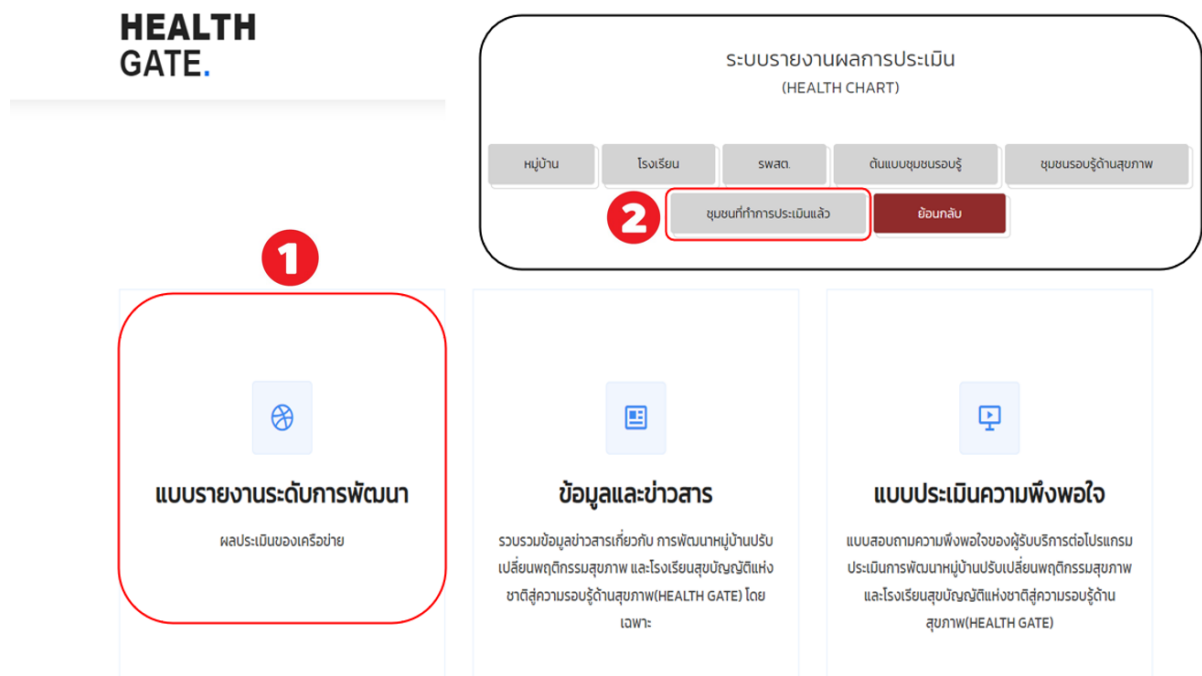 HEALTH
GATE.
ระบบรายงานผลการประเมิน
(HEALTH CHART)
หมู่บ้าน
โรงเรียน
รพสต.
ต้นแบบชุมชนรอบรู้
ชุมชนรอบรู้ด้านสุขภาพ
2
ชุมชนที่ทำการประเมินแล้ว
ย้อนกลับ
1
แบบรายงานระดับการพัฒนา
ผลประเมินของเครือข่าย
ข้อมูลและข่าวสาร
รวบรวมข้อมูลข่าวสารเกี่ยวกับ การพัฒนาหมู่บ้านปรับ
เปลี่ยนพฤติกรรมสุขภาพ และโรงเรียนสุขบัญญัติแห่ง
ชาติสู่ความรอบรู้ด้านสุขภาพ(HEALTH GATE) โดย
เฉพาะ
แบบประเมินความพึงพอใจ
แบบสอบถามความพึงพอใจของผู้รับบริการต่อโปรแกรม
ประเมินการพัฒนาหมู่บ้านปรับเปลี่ยนพฤติกรรมสุขภาพ
และโรงเรียนสุขบัญญัติแห่งชาติสู่ความรอบรู้ด้าน
สุขภาพ(HEALTH GATE)